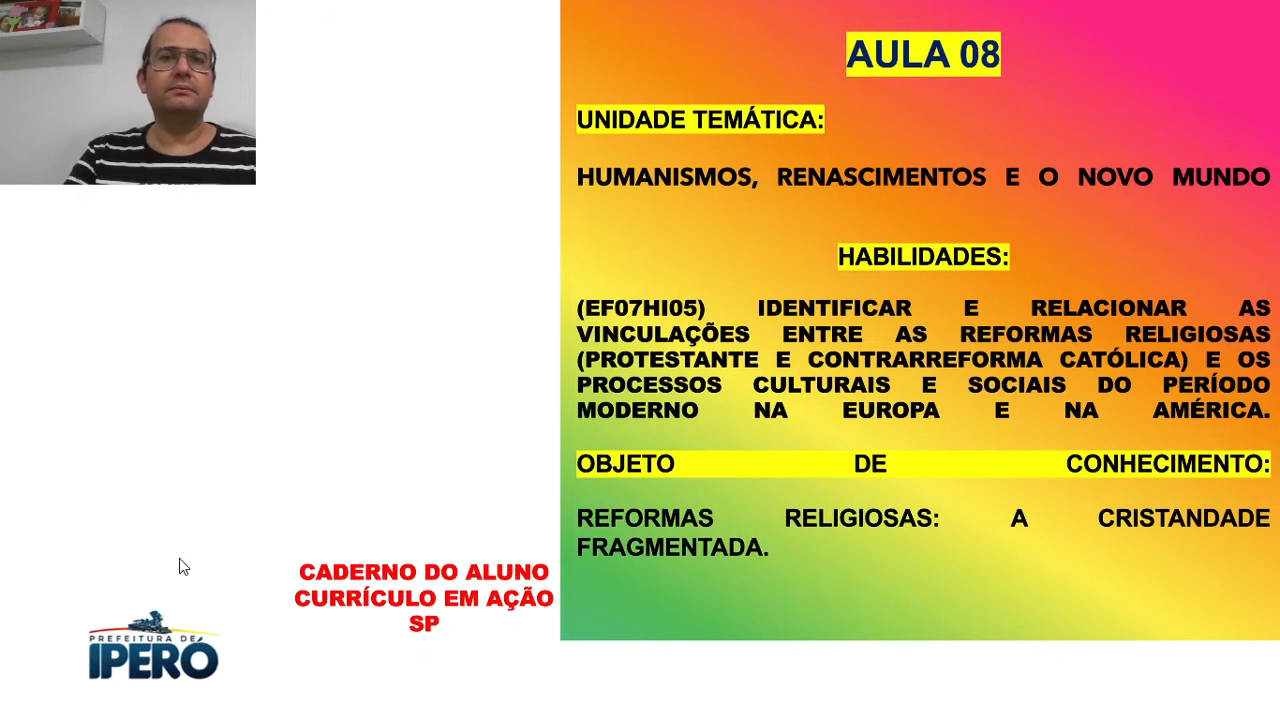 AULA 08
UNIDADE TEMÁTICA:
HUMANISMOS, RENASCIMENTOS E O NOVO MUNDO
HABILIDADES:
(EF07HI05) IDENTIFICAR E RELACIONAR AS
VINCULAÇÕES ENTRE AS REFORMAS RELIGIOSAS
(PROTESTANTE E CONTRARREFORMA CATÓLICA) E OS
PROCESSOS CULTURAIS E SOCIAIS DO PERÍODO
MODERNO NA EUROPA E NA AMÉRICA.
OBJETO DE CONHECIMENTO:
REFORMAS RELIGIOSAS: A CRISTANDADE
FRAGMENTADA.
CADERNO DO ALUNO
CURRÍCULO EM AÇÃO
SP
PREFEITURA DE
IPERÓ